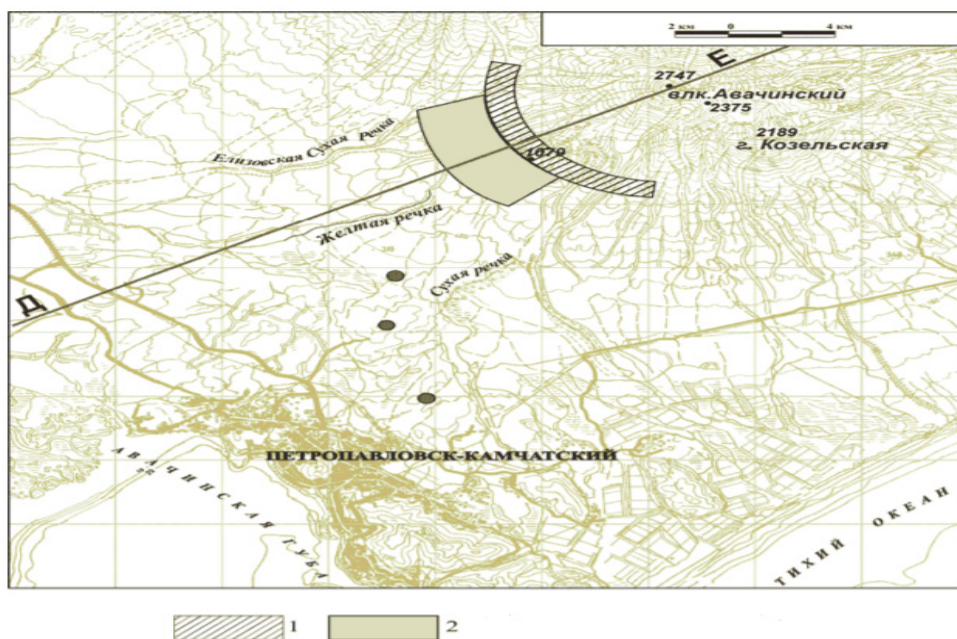 2 км 0 4 км
Е
2747
влк.Авачинский
2375
2189
г. Козельская
1079
Елизовская Сухая Речка
Желтая речка
Сухая речка
Д
ПЕТРОПАВЛОВСК-КАМЧАТСКИЙ
АВАЧИНСКАЯ ГУБА
ТИХИЙ ОКЕАН
1
2